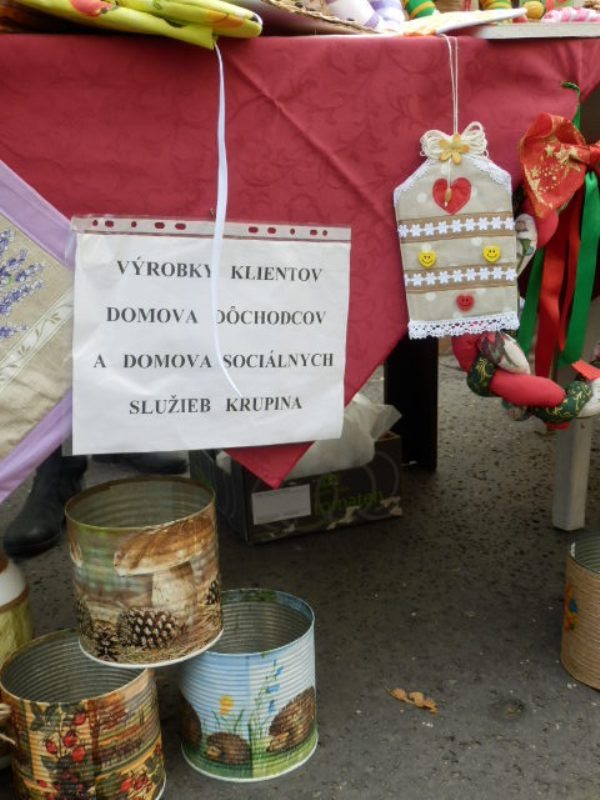 VÝROBKY KLIENTOV
DOMOVA DÔCHODCOV
A DOMOVA SOCIÁLNYCH
SLUŽIEB KRUPINA